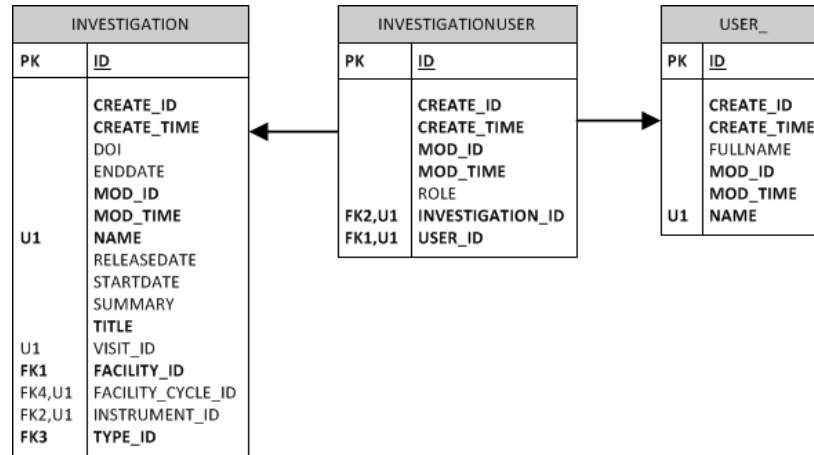 INVESTIGATION
PK ID
CREATE_ID
CREATE_TIME
DOI
ENDDATE
MOD_ID
MOD_TIME
U1 NAME
RELEASEDATE
STARTDATE
SUMMARY
TITLE
U1 VISIT_ID
FK1 FACILITY_ID
FK4,U1 FACILITY_CYCLE_ID
FK2,U1 INSTRUMENT_ID
FK3 TYPE_ID
INVESTIGATIONUSER
PK ID
CREATE_ID
CREATE_TIME
MOD_ID
MOD_TIME
ROLE
FK2,U1 INVESTIGATION_ID
FK1,U1 USER_ID
USER_
PK ID
CREATE_ID
CREATE_TIME
FULLNAME
MOD_ID
MOD_TIME
U1 NAME